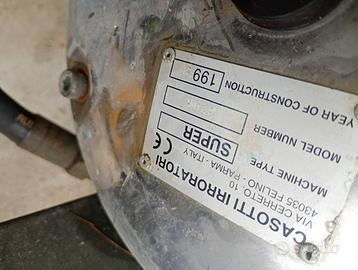 CASOTTI IRRORATORI
VIA CERRETO, 10
43035 FELINO - PARMA - ITALY
MACHINE TYPE SUPER CE
MODEL NUMBER
YEAR OF CONSTRUCTION 199